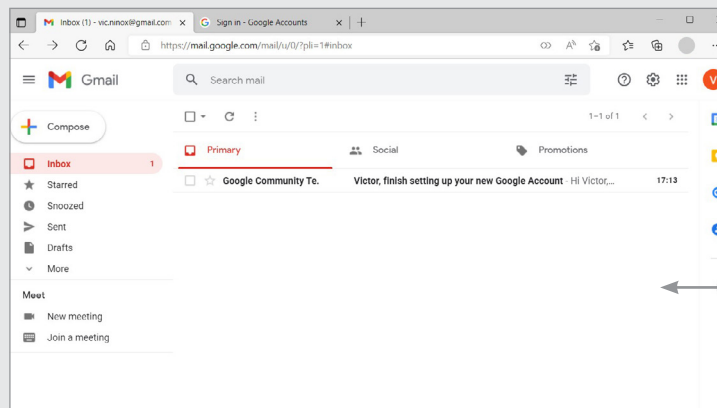 Inbox (1) - vic.ninox@gmail.com
Sign in - Google Accounts
https://mail.google.com/mail/u/0/?pli=1#inbox
Gmail
Search mail
Compose
1–1 of 1
Primary
Social
Promotions
Inbox 1
Google Community Te. Victor, finish setting up your new Google Account - Hi Victor,... 17:13
Starred
Snoozed
Sent
Drafts
More
Meet
New meeting
Join a meeting